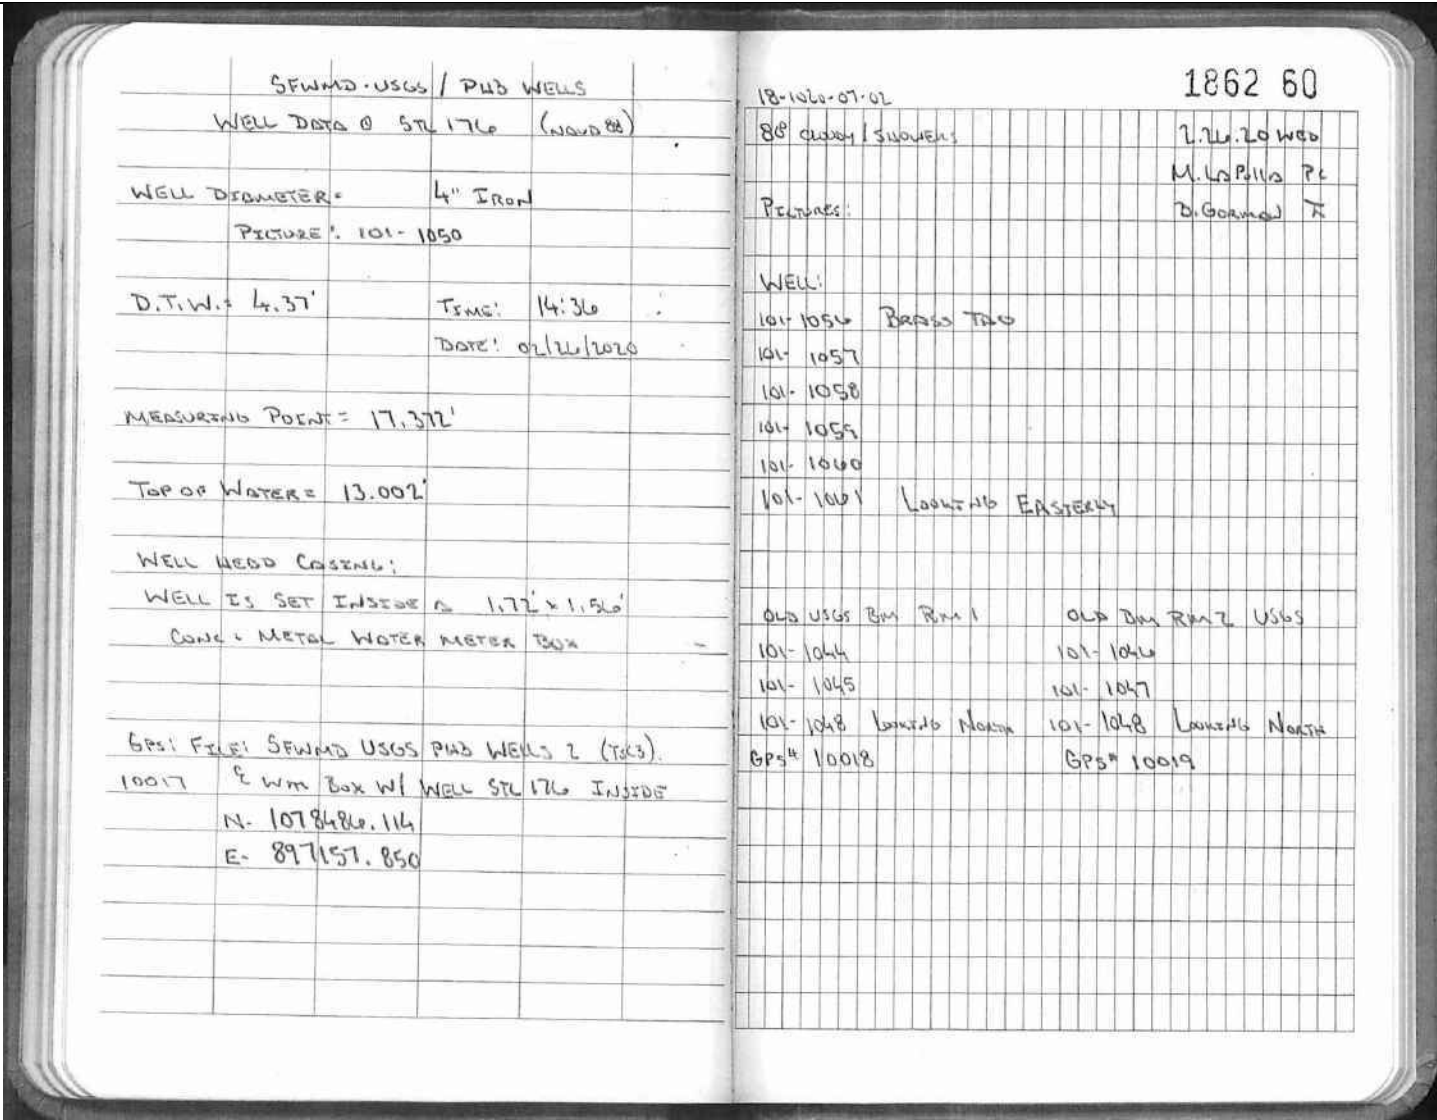 SFWMD-USGS / PHB WELLS
WELL DATA @ STL 176 (NAVD 88)
WELL DIAMETER= 4" IRON
PICTURE: 101-1050
D.T.W.= 4.37' TIME: 14:36
DATE: 02/26/2020
MEASURING POINT= 17.372'
TOP OF WATER= 13.002'
WELL HEAD CASING:
WELL IS SET INSIDE A 1.72' x 1.56'
CONC & METAL WATER METER BOX
GPS: FILE: SFWMD USGS PHB WELLS 2 (TSC3).
10017 ℄ WM BOX W/ WELL STL 176 INSIDE
N- 1078486.114
E- 897157.850
1862 60
18-1020-07-02
88° CLOUDY / SHOWERS 2.26.20 WED
M. LAPILLA PC
PICTURES: D. GORMAN
WELL:
101-1056 BRASS TAG
101-1057
101-1058
101-1059
101-1060
101-1061 LOOKING EASTERLY
OLD USGS BM RM 1 OLD BM RM 2 USGS
101-1044 101-1046
101-1045 101-1047
101-1048 LOOKING NORTH 101-1048 LOOKING NORTH
GPS# 10018 GPS# 10019